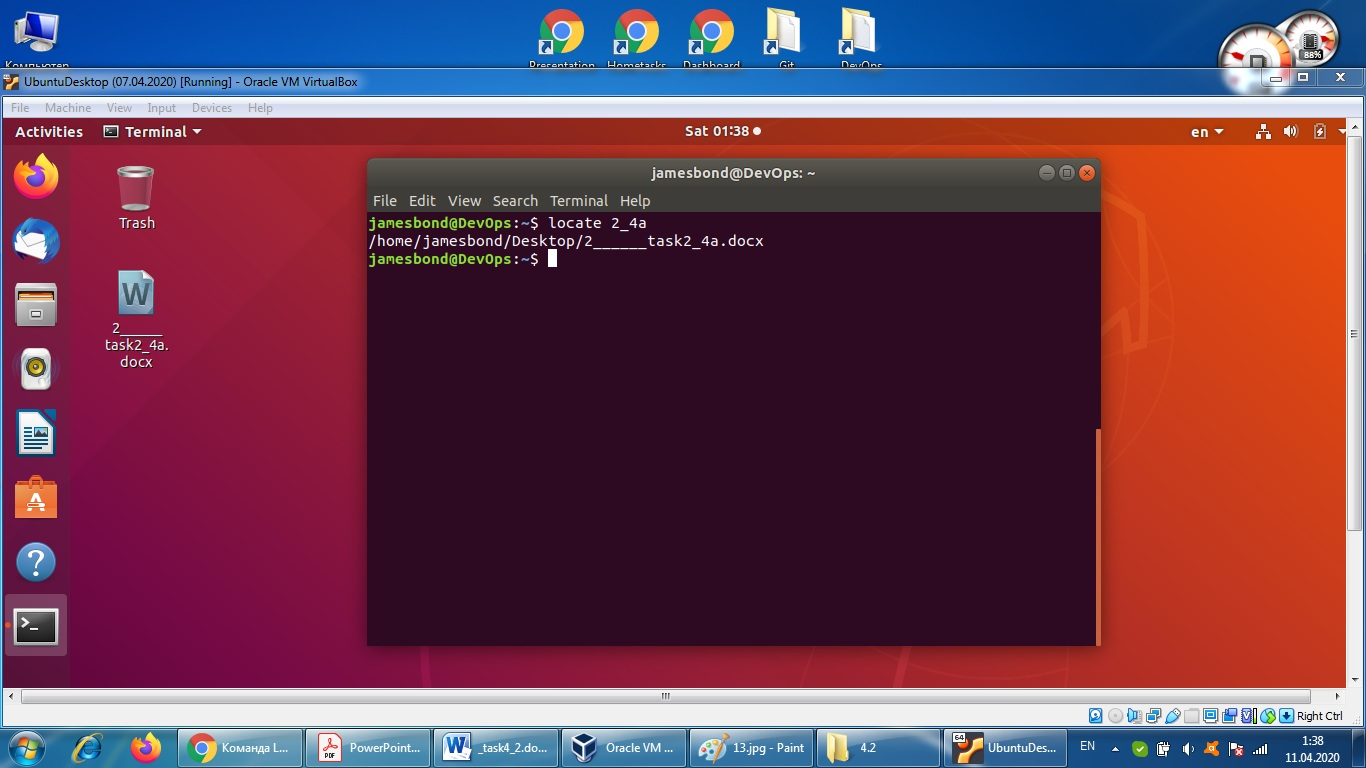 Компьютер
Presentation
Hometasks
Dashboard
Git
DevOps
88%
UbuntuDesktop (07.04.2020) [Running] - Oracle VM VirtualBox
File Machine View Input Devices Help
Activities Terminal Sat 01:38 en
Trash
2______
task2_4a.
docx
jamesbond@DevOps: ~
File Edit View Search Terminal Help
jamesbond@DevOps:~$ locate 2_4a
/home/jamesbond/Desktop/2______task2_4a.docx
jamesbond@DevOps:~$
Right Ctrl
Команда L... PowerPoint... _task4_2.do... Oracle VM ... 13.jpg - Paint 4.2 64 UbuntuDes... EN 1:38
11.04.2020